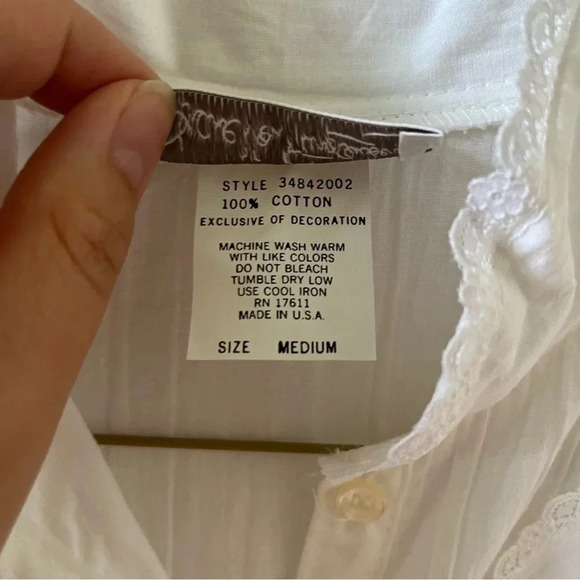 STYLE 34842002
100% COTTON
EXCLUSIVE OF DECORATION
MACHINE WASH WARM
WITH LIKE COLORS
DO NOT BLEACH
TUMBLE DRY LOW
USE COOL IRON
RN 17611
MADE IN U.S.A.
SIZE MEDIUM